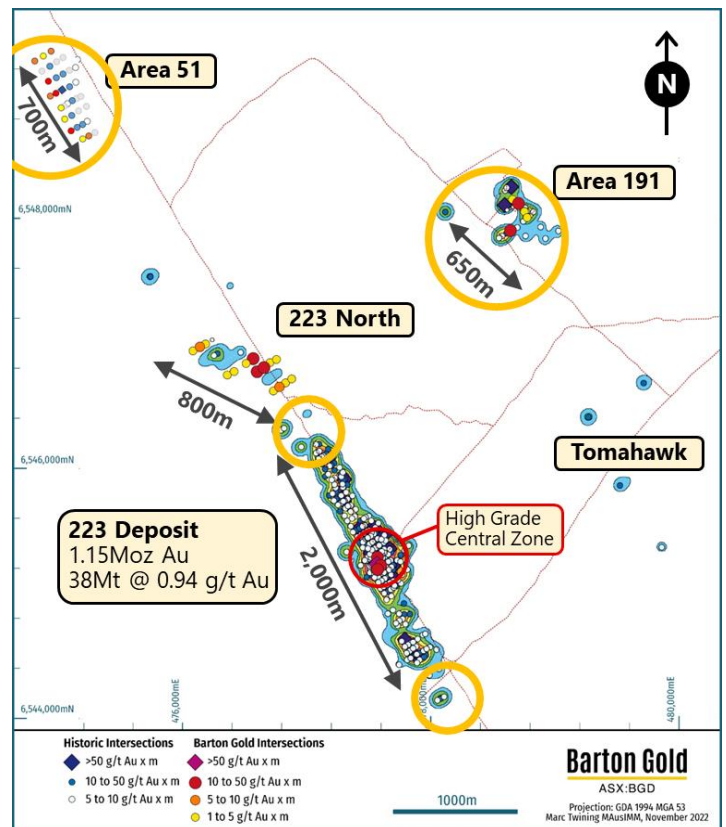 Area 51
700m
N
Area 191
650m
6,548,000mN
223 North
800m
6,546,000mN
Tomahawk
High Grade
Central Zone
223 Deposit
1.15Moz Au
38Mt @ 0.94 g/t Au
2,000m
476,000mE
480,000mE
6,544,000mN
Historic Intersections
>50 g/t Au x m
10 to 50 g/t Au x m
5 to 10 g/t Au x m
Barton Gold Intersections
>50 g/t Au x m
10 to 50 g/t Au x m
5 to 10 g/t Au x m
1 to 5 g/t Au x m
1000m
Barton Gold
ASX:BGD
Projection: GDA 1994 MGA 53
Marc Twining MAusIMM, November 2022